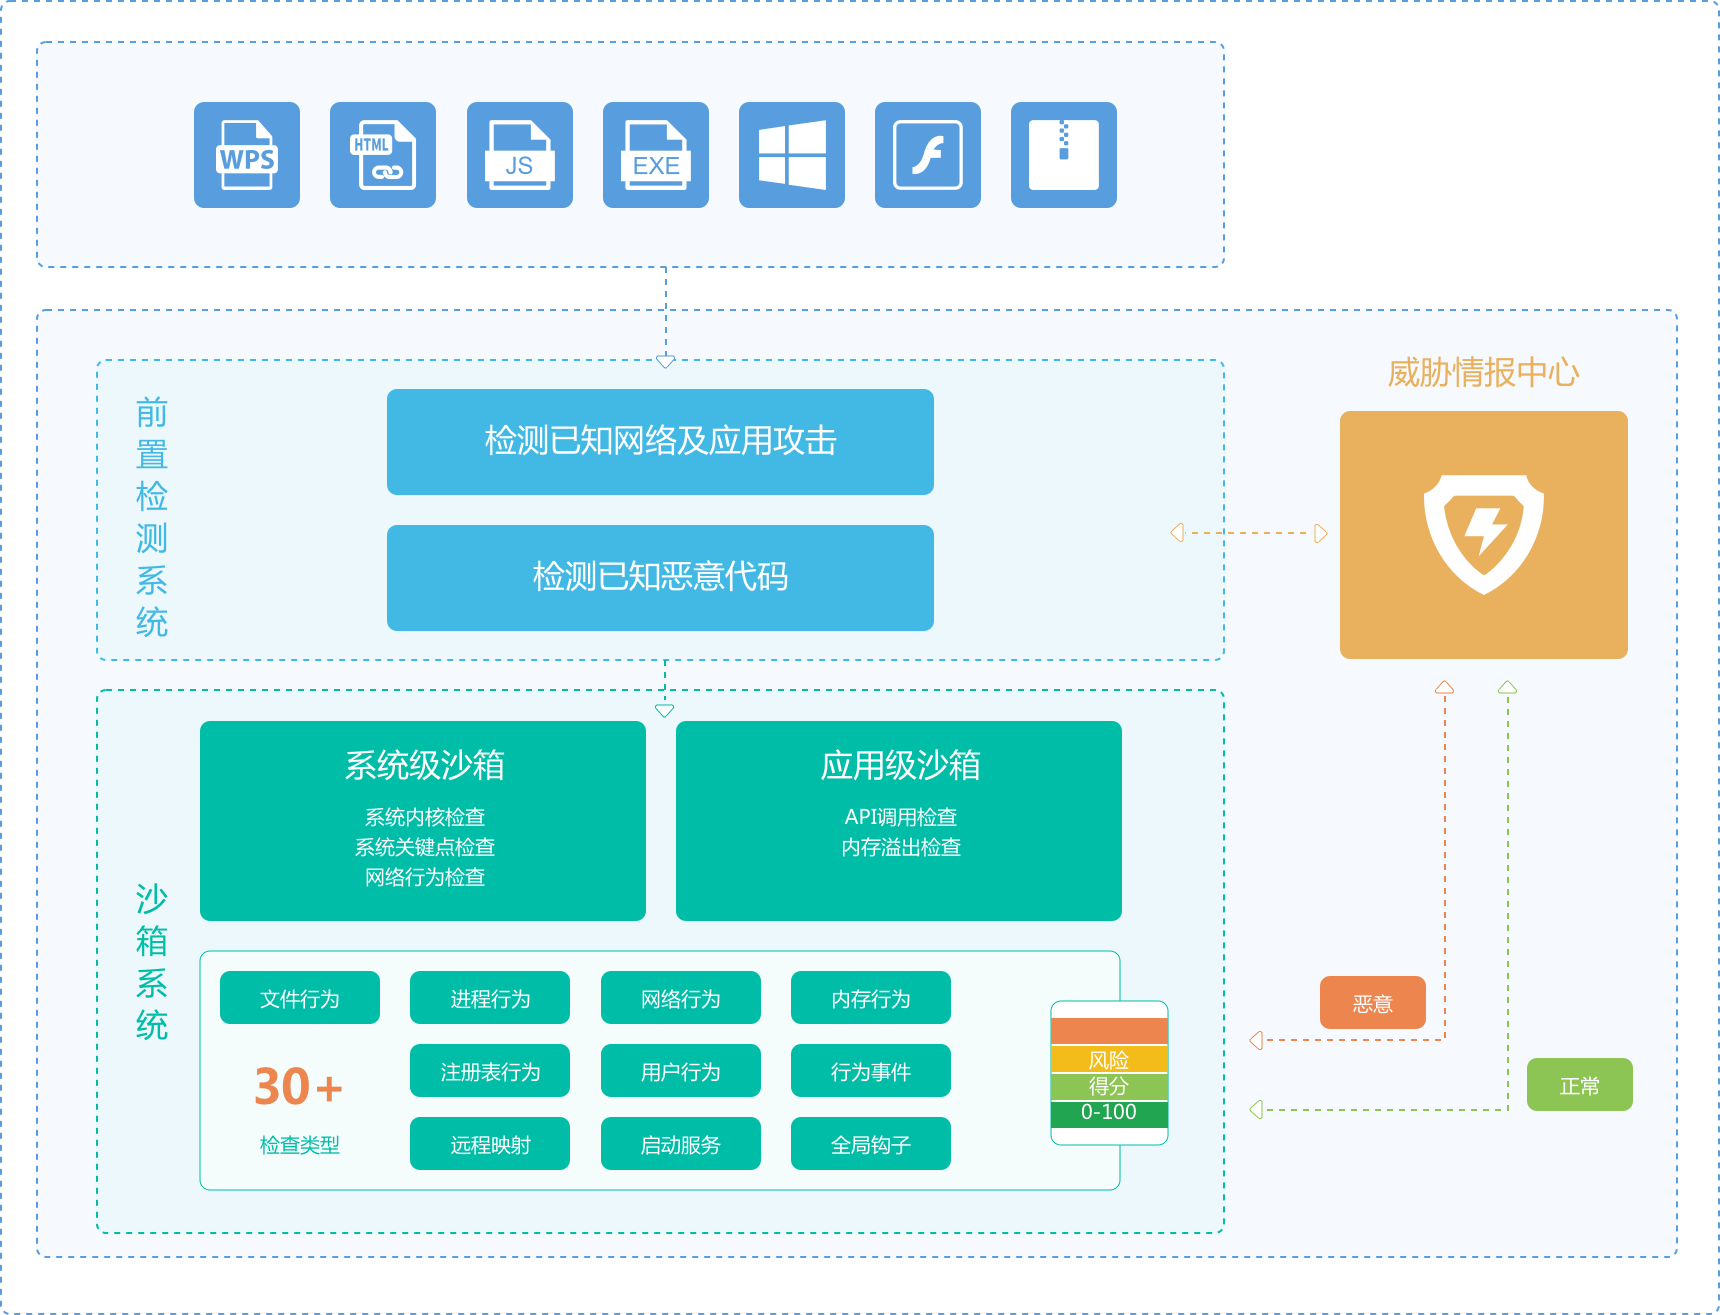 WPS
HTML
JS
EXE
前置检测系统
检测已知网络及应用攻击
检测已知恶意代码
威胁情报中心
沙箱系统
系统级沙箱
系统内核检查
系统关键点检查
网络行为检查
应用级沙箱
API调用检查
内存溢出检查
文件行为
进程行为
网络行为
内存行为
30+
检查类型
注册表行为
用户行为
行为事件
远程映射
启动服务
全局钩子
风险
得分
0-100
恶意
正常